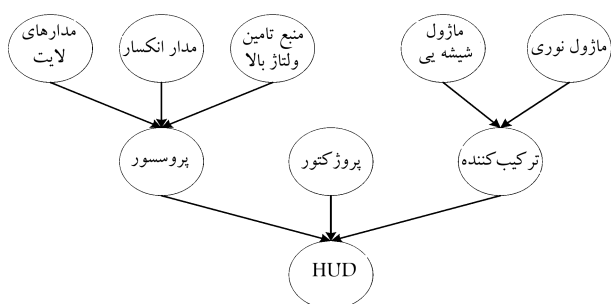 ماژول نوری
ماژول
شیشه یی
منبع تامین
ولتاژ بالا
مدار انکسار
مدارهای
لایت
ترکیب‌کننده
پروژکتور
پروسسور
HUD